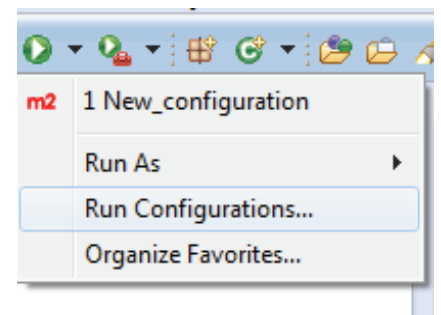 m2 1 New_configuration
Run As
Run Configurations...
Organize Favorites...